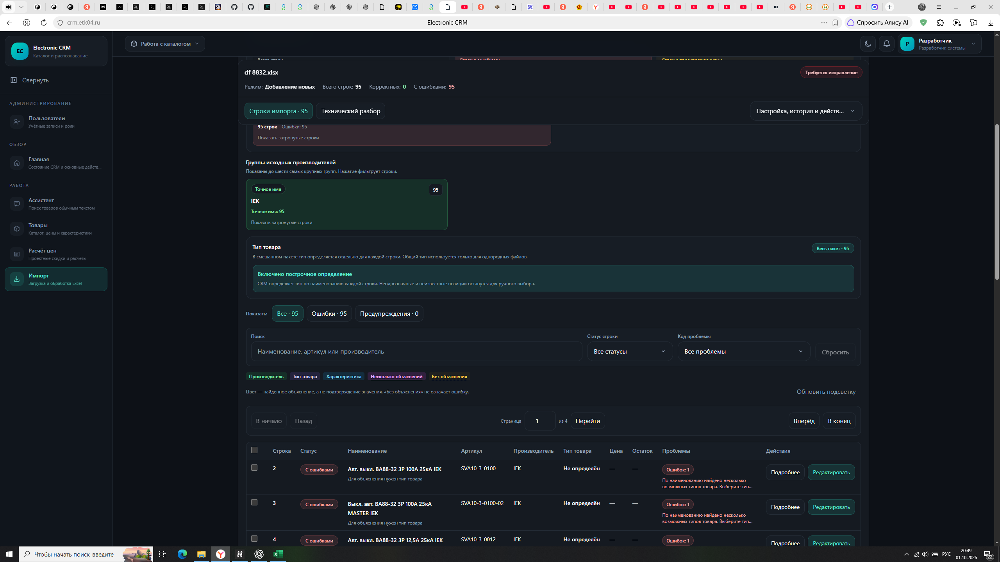 crm.etk04.ru
Electronic CRM
Спросить Алису AI
EC
Electronic CRM
Каталог и распознавание
Свернуть
АДМИНИСТРИРОВАНИЕ
Пользователи
Учётные записи и роли
ОБЗОР
Главная
Состояние CRM и основные действ...
РАБОТА
Ассистент
Поиск товаров обычным текстом
Товары
Каталог, цены и характеристики
Расчёт цен
Проектные скидки и расчёты
Импорт
Загрузка и обработка Excel
Работа с каталогом
Р
Разработчик
Разработчик системы
df 8832.xlsx
Требуется исправление
Режим: Добавление новых Всего строк: 95 Корректных: 0 С ошибками: 95
Строки импорта · 95
Технический разбор
Настройка, история и действ...
95 строк Ошибки: 95
Показать затронутые строки
Группы исходных производителей
Показаны до шести самых крупных групп. Нажатие фильтрует строки.
Точное имя
95
IEK
Точное имя: 95
Показать затронутые строки
Тип товара
Весь пакет · 95
В смешанном пакете тип определяется отдельно для каждой строки. Общий тип используется только для однородных файлов.
Включено построчное определение
CRM определяет тип по наименованию каждой строки. Неоднозначные и неизвестные позиции останутся для ручного выбора.
Показать: Все · 95 Ошибки · 95 Предупреждения · 0
Поиск Статус строки Код проблемы
Наименование, артикул или производитель Все статусы Все проблемы Сбросить
Производитель Тип товара Характеристика Несколько объяснений Без объяснения
Цвет — найденное объяснение, а не подтверждение значения. «Без объяснения» не означает ошибку.
Обновить подсветку
В начало Назад Страница 1 из 4 Перейти Вперёд В конец
Строка Статус Наименование Артикул Производитель Тип товара Цена Остаток Проблемы Действия
2 С ошибками Авт. выкл. ВА88-32 3Р 100А 25кА IEK SVA10-3-0100 IEK Не определён — — Ошибок: 1 Подробнее Редактировать
Для объяснения нужен тип товара
По наименованию найдено несколько
возможных типов товара. Выберите тип...
3 С ошибками Выкл. авт. ВА88-32 3Р 100А 25кА SVA10-3-0100-02 IEK Не определён — — Ошибок: 1 Подробнее Редактировать
MASTER IEK
Для объяснения нужен тип товара
По наименованию найдено несколько
возможных типов товара. Выберите тип...
4 С ошибками Авт. выкл. ВА88-32 3Р 12,5А 25кА IEK SVA10-3-0012 IEK Не определён — — Ошибок: 1 Подробнее Редактировать
Чтобы начать поиск, введите
РУС
20:49
01.10.2026
22